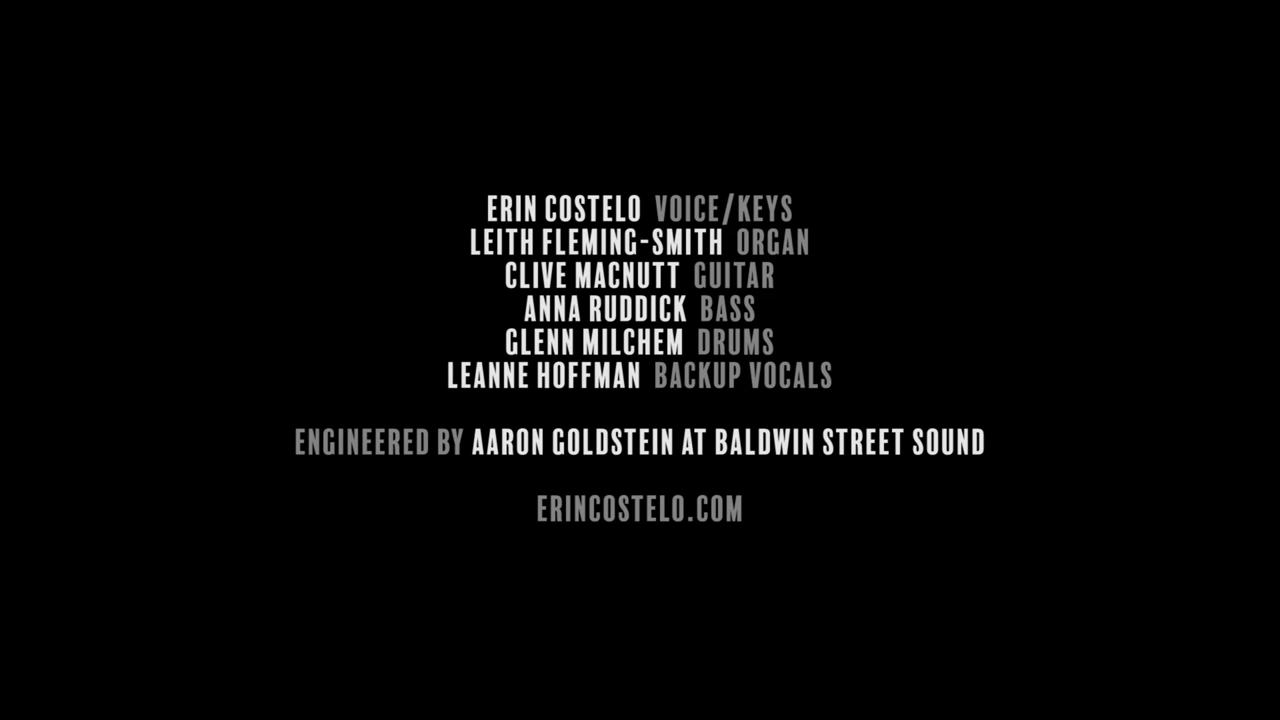 ERIN COSTELO VOICE/KEYS
LEITH FLEMING-SMITH ORGAN
CLIVE MACNUTT GUITAR
ANNA RUDDICK BASS
GLENN MILCHEM DRUMS
LEANNE HOFFMAN BACKUP VOCALS
ENGINEERED BY AARON GOLDSTEIN AT BALDWIN STREET SOUND
ERINCOSTELO.COM